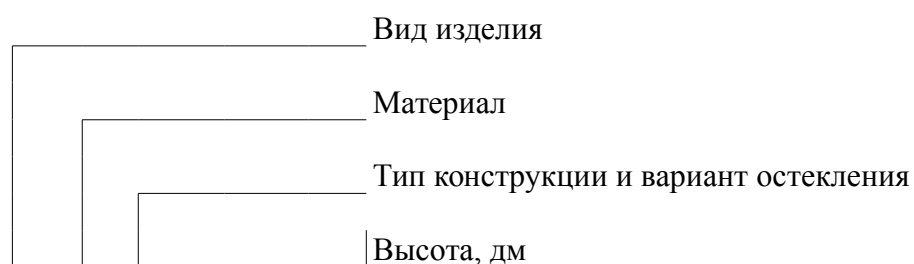 Вид изделия
Материал
Тип конструкции и вариант остекления
Высота, дм